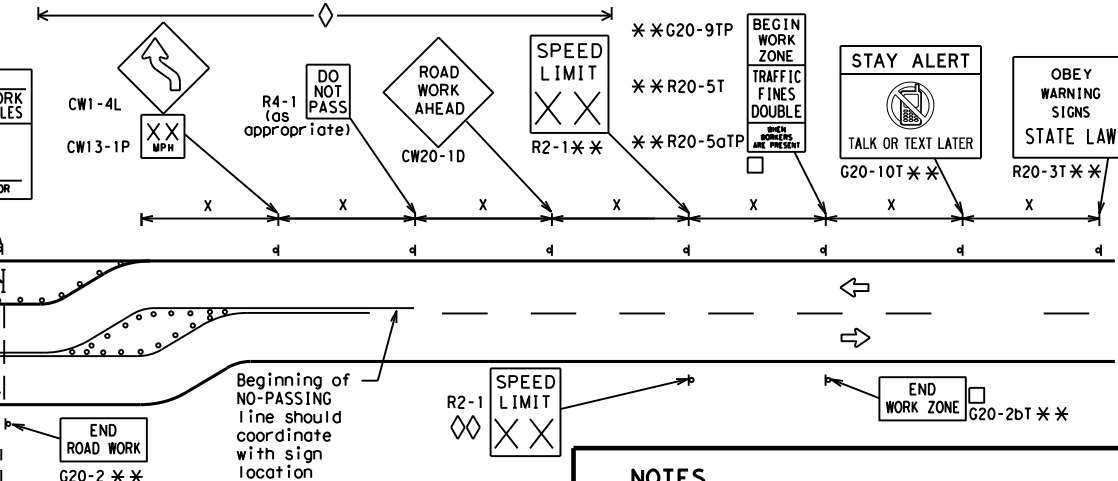 ORK
LES
OR
CW1-4L
XX
MPH
CW13-1P
DO
NOT
PASS
R4-1
(as
appropriate)
ROAD
WORK
AHEAD
CW20-1D
SPEED
LIMIT
X X
R2-1**
**G20-9TP
**R20-5T
**R20-5aTP
BEGIN
WORK
ZONE
TRAFFIC
FINES
DOUBLE
WHEN
WORKERS
ARE PRESENT
STAY ALERT
TALK OR TEXT LATER
G20-10T**
OBEY
WARNING
SIGNS
STATE LAW
R20-3T**
X X X X X X X
Beginning of
NO-PASSING
line should
coordinate
with sign
location
END
ROAD WORK
G20-2 **
R2-1
SPEED
LIMIT
X X
END
WORK ZONE
G20-2bT **
NOTES